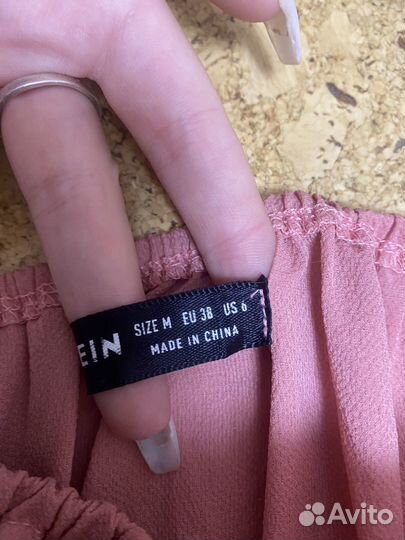 EIN
SIZE M EU 38 US 6
MADE IN CHINA
Avito